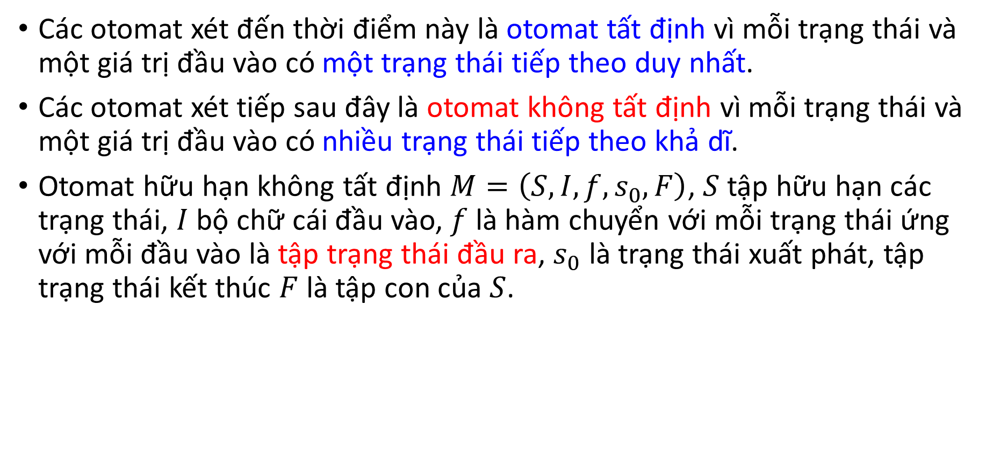 • Các otomat xét đến thời điểm này là otomat tất định vì mỗi trạng thái và
một giá trị đầu vào có một trạng thái tiếp theo duy nhất.
• Các otomat xét tiếp sau đây là otomat không tất định vì mỗi trạng thái và
một giá trị đầu vào có nhiều trạng thái tiếp theo khả dĩ.
• Otomat hữu hạn không tất định 𝑀 = (𝑆, 𝐼, 𝑓, 𝑠₀, 𝐹), 𝑆 tập hữu hạn các
trạng thái, 𝐼 bộ chữ cái đầu vào, 𝑓 là hàm chuyển với mỗi trạng thái ứng
với mỗi đầu vào là tập trạng thái đầu ra, 𝑠₀ là trạng thái xuất phát, tập
trạng thái kết thúc 𝐹 là tập con của 𝑆.